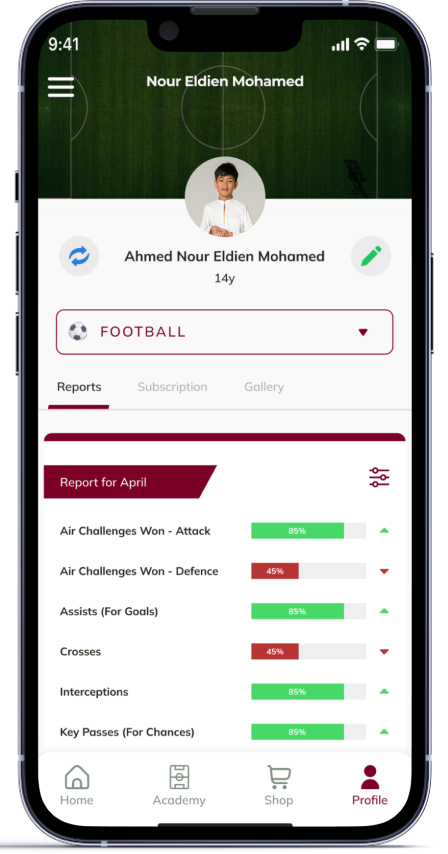 9:41
Nour Eldien Mohamed
Ahmed Nour Eldien Mohamed
14y
FOOTBALL
Reports Subscription Gallery
Report for April
Air Challenges Won - Attack 85%
Air Challenges Won - Defence 45%
Assists (For Goals) 85%
Crosses 45%
Interceptions 85%
Key Passes (For Chances) 85%
Home Academy Shop Profile